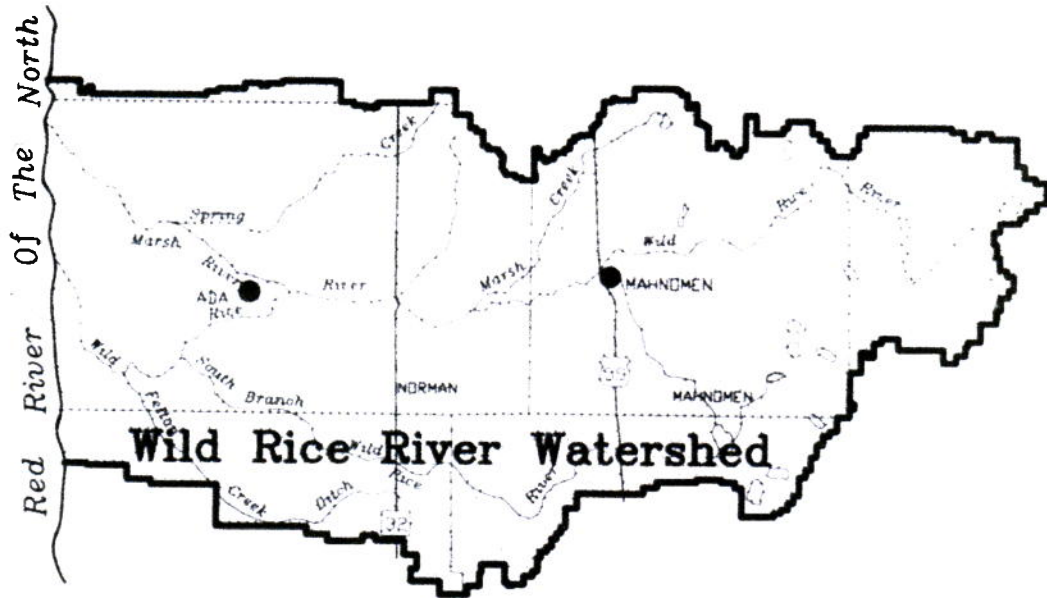 Red River Of The North
Spring Creek
Marsh River
ADA
Rice River
Marsh Creek
Wild Rice River
MAHNOMEN
Wild
South Branch Wild Rice River
NORMAN
MAHNOMEN
Felton Creek Ditch
Wild Rice River Watershed
32